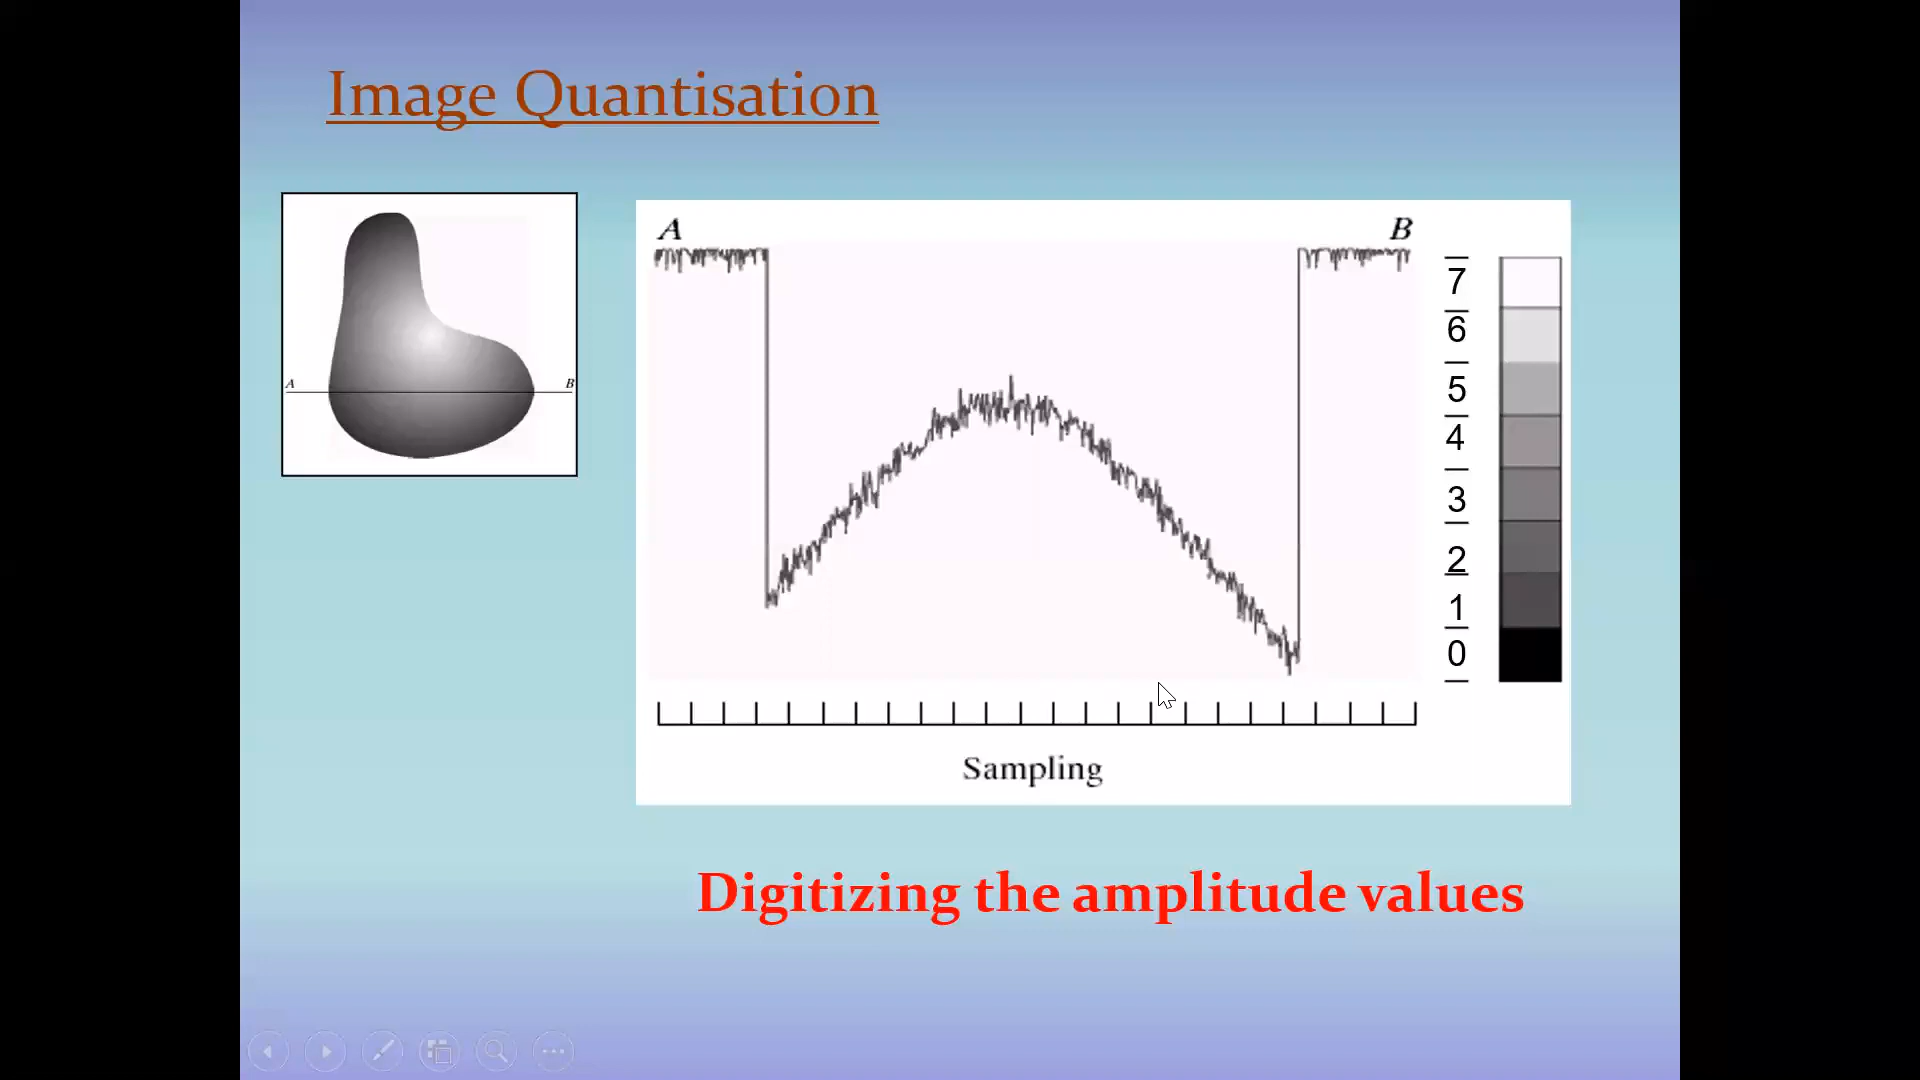 Image Quantisation
A B
A B
7
6
5
4
3
2
1
0
Sampling
Digitizing the amplitude values